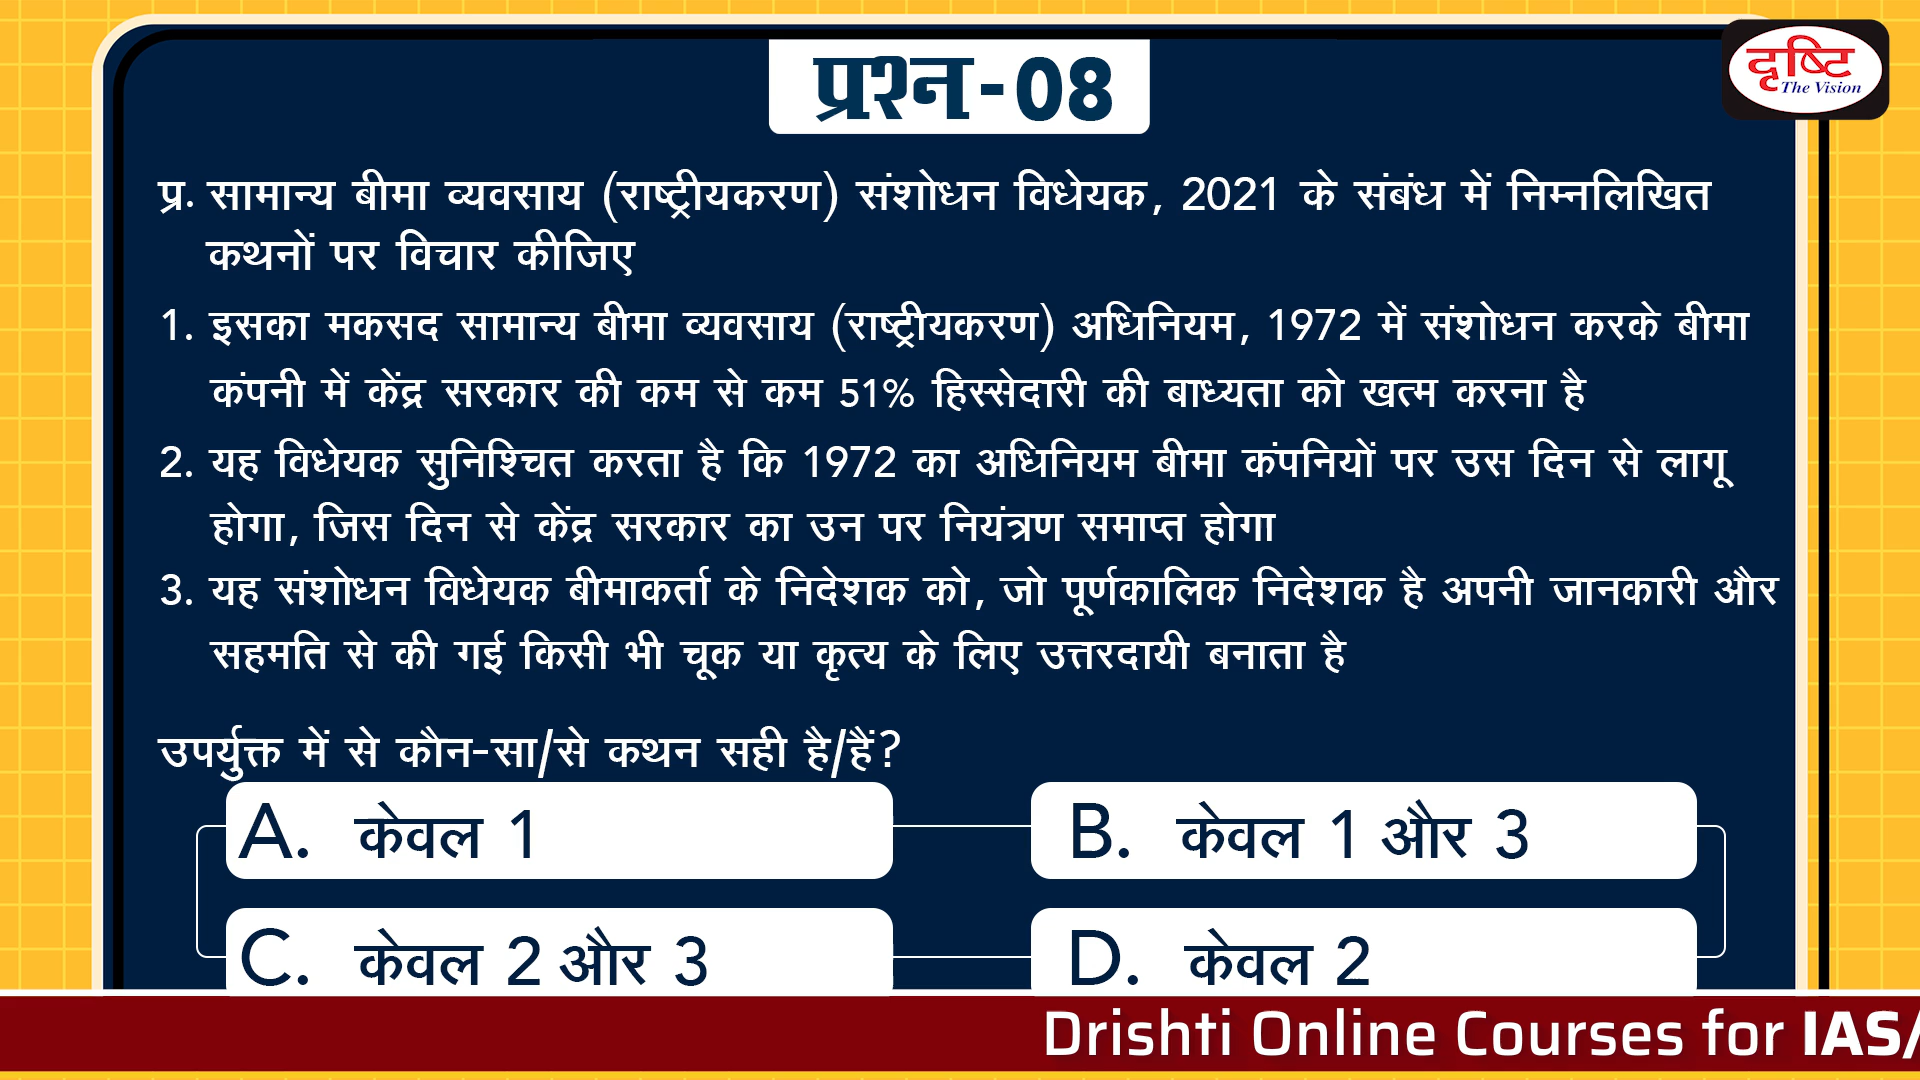 प्रश्न-08
दृष्टि
The Vision
प्र. सामान्य बीमा व्यवसाय (राष्ट्रीयकरण) संशोधन विधेयक, 2021 के संबंध में निम्नलिखित
कथनों पर विचार कीजिए
1. इसका मकसद सामान्य बीमा व्यवसाय (राष्ट्रीयकरण) अधिनियम, 1972 में संशोधन करके बीमा
कंपनी में केंद्र सरकार की कम से कम 51% हिस्सेदारी की बाध्यता को खत्म करना है
2. यह विधेयक सुनिश्चित करता है कि 1972 का अधिनियम बीमा कंपनियों पर उस दिन से लागू
होगा, जिस दिन से केंद्र सरकार का उन पर नियंत्रण समाप्त होगा
3. यह संशोधन विधेयक बीमाकर्ता के निदेशक को, जो पूर्णकालिक निदेशक है अपनी जानकारी और
सहमति से की गई किसी भी चूक या कृत्य के लिए उत्तरदायी बनाता है
उपर्युक्त में से कौन-सा/से कथन सही है/हैं?
A. केवल 1
B. केवल 1 और 3
C. केवल 2 और 3
D. केवल 2
Drishti Online Courses for IAS/